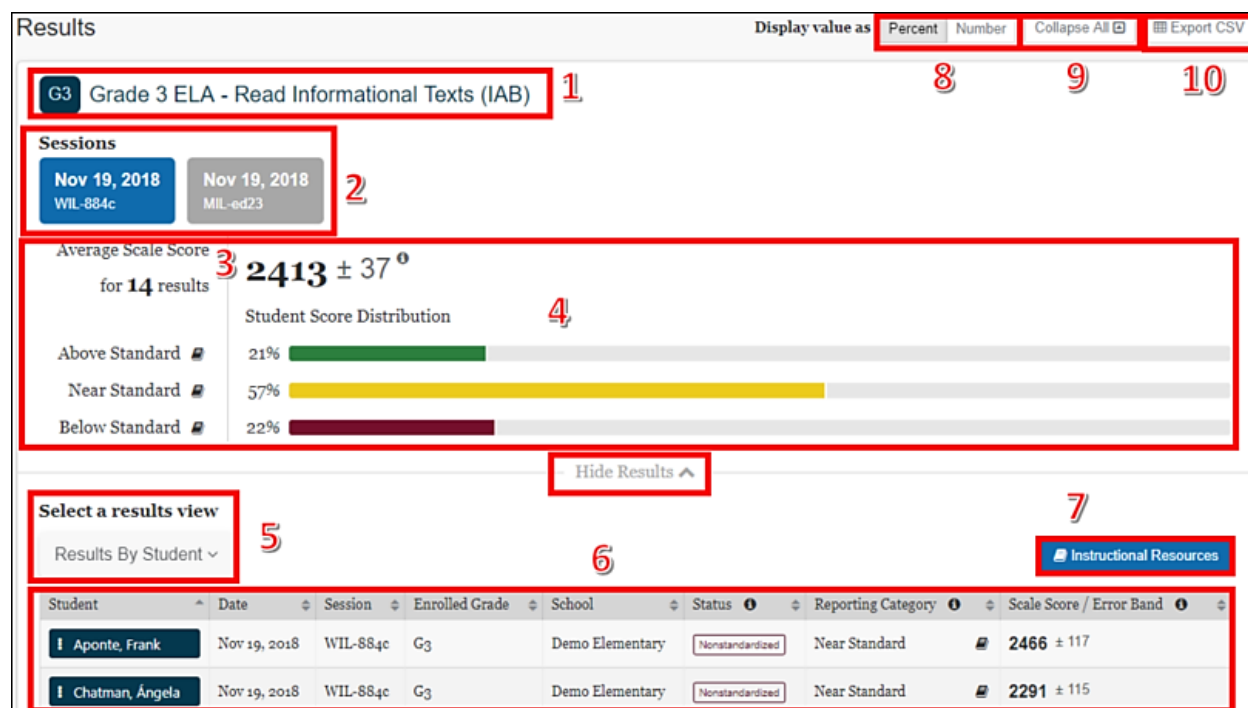 Results Display value as Percent Number Collapse All Export CSV
8 9 10
G3 Grade 3 ELA - Read Informational Texts (IAB) 1
Sessions
Nov 19, 2018 Nov 19, 2018
WIL-884c MIL-ed23 2
Average Scale Score
for 14 results
3 2413 ± 37
Student Score Distribution 4
Above Standard 21%
Near Standard 57%
Below Standard 22%
Hide Results
Select a results view 7
Results By Student 5 6 Instructional Resources
Student Date Session Enrolled Grade School Status Reporting Category Scale Score / Error Band
Aponte, Frank Nov 19, 2018 WIL-884c G3 Demo Elementary Nonstandardized Near Standard 2466 ± 117
Chatman, Ángela Nov 19, 2018 WIL-884c G3 Demo Elementary Nonstandardized Near Standard 2291 ± 115